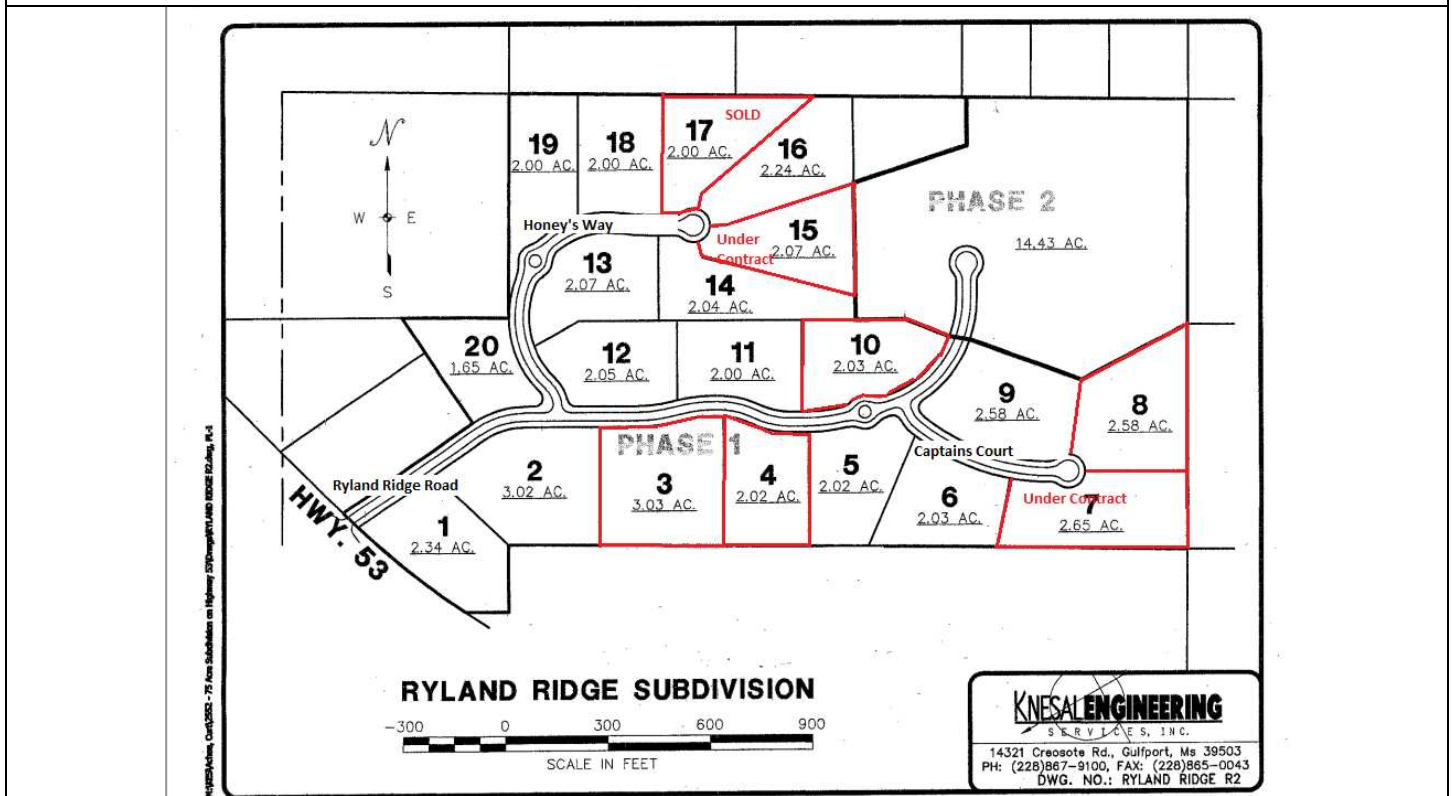 N
W E
S
19
2.00 AC.
18
2.00 AC.
17
2.00 AC.
SOLD
16
2.24 AC.
PHASE 2
14.43 AC.
Honey's Way
Under
Contract
15
2.07 AC.
13
2.07 AC.
14
2.04 AC.
20
1.65 AC.
12
2.05 AC.
11
2.00 AC.
10
2.03 AC.
9
2.58 AC.
8
2.58 AC.
PHASE 1
Captains Court
Ryland Ridge Road
HWY. 53
1
2.34 AC.
2
3.02 AC.
3
3.03 AC.
4
2.02 AC.
5
2.02 AC.
6
2.03 AC.
Under Contract
7
2.65 AC.
RYLAND RIDGE SUBDIVISION
-300 0 300 600 900
SCALE IN FEET
KNESAL ENGINEERING
SERVICES, INC.
14321 Creosote Rd., Gulfport, Ms 39503
PH: (228)867-9100, FAX: (228)865-0043
DWG. NO.: RYLAND RIDGE R2